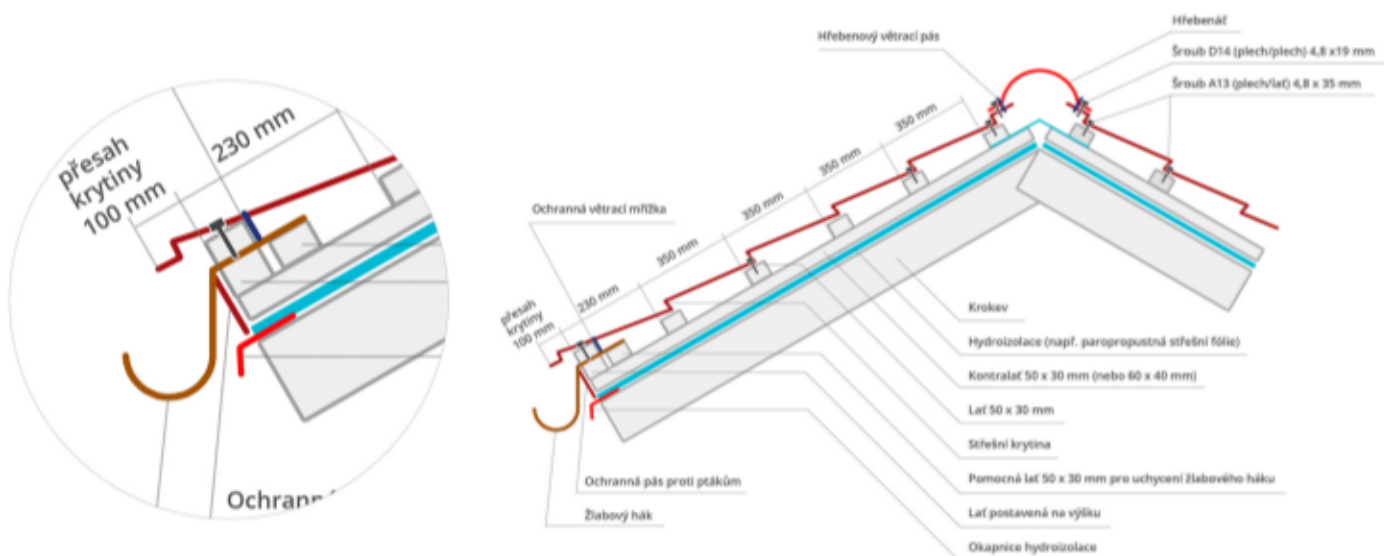 přesah
krytiny
100 mm
230 mm
Ochranná
Hřebenový větrací pás
Hřebenáč
Šroub D14 (plech/plech) 4,8 x19 mm
Šroub A13 (plech/lať) 4,8 x 35 mm
350 mm
350 mm
350 mm
350 mm
230 mm
Ochranná větrací mřížka
přesah
krytiny
100 mm
Krokev
Hydroizolace (např. paropropustná střešní fólie)
Kontralať 50 x 30 mm (nebo 60 x 40 mm)
Lať 50 x 30 mm
Střešní krytina
Pomocná lať 50 x 30 mm pro uchycení žlabového háku
Lať postavená na výšku
Okapnice hydroizolace
Ochranná pás proti ptákům
Žlabový hák